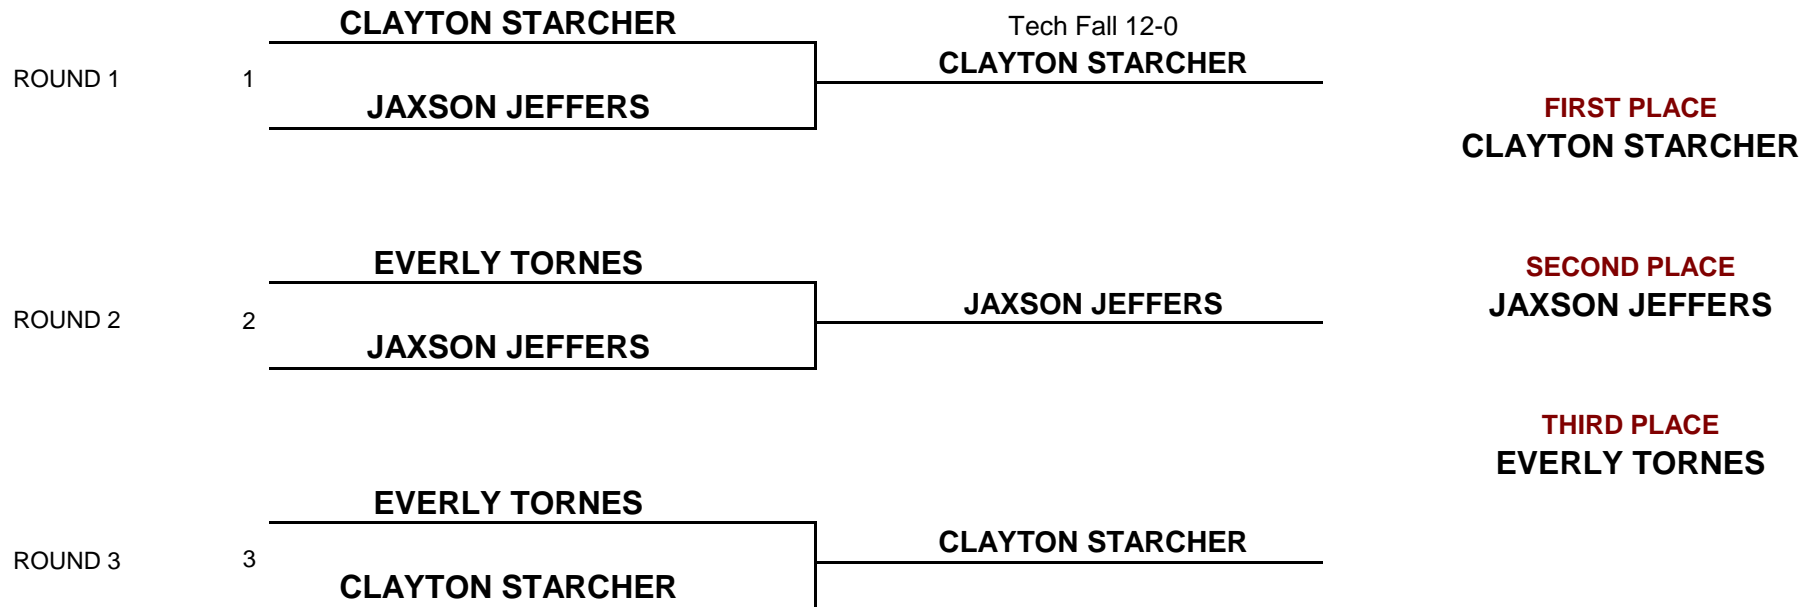 CLAYTON STARCHER
Tech Fall 12-0
CLAYTON STARCHER
ROUND 1
1
JAXSON JEFFERS
FIRST PLACE
CLAYTON STARCHER
EVERLY TORNES
SECOND PLACE
JAXSON JEFFERS
JAXSON JEFFERS
ROUND 2
2
JAXSON JEFFERS
THIRD PLACE
EVERLY TORNES
EVERLY TORNES
CLAYTON STARCHER
ROUND 3
3
CLAYTON STARCHER